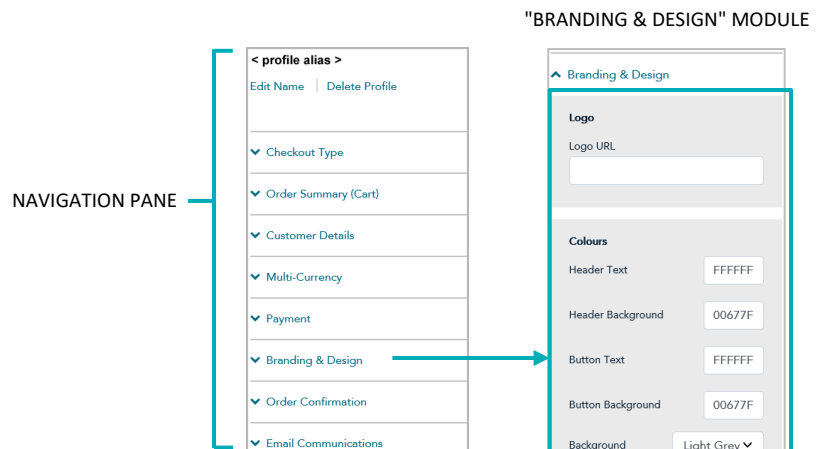 "BRANDING & DESIGN" MODULE
NAVIGATION PANE
< profile alias >
Edit Name Delete Profile
Checkout Type
Order Summary (Cart)
Customer Details
Multi-Currency
Payment
Branding & Design
Order Confirmation
Email Communications
Branding & Design
Logo
Logo URL
Colours
Header Text FFFFFF
Header Background 00677F
Button Text FFFFFF
Button Background 00677F
Background Light Grey